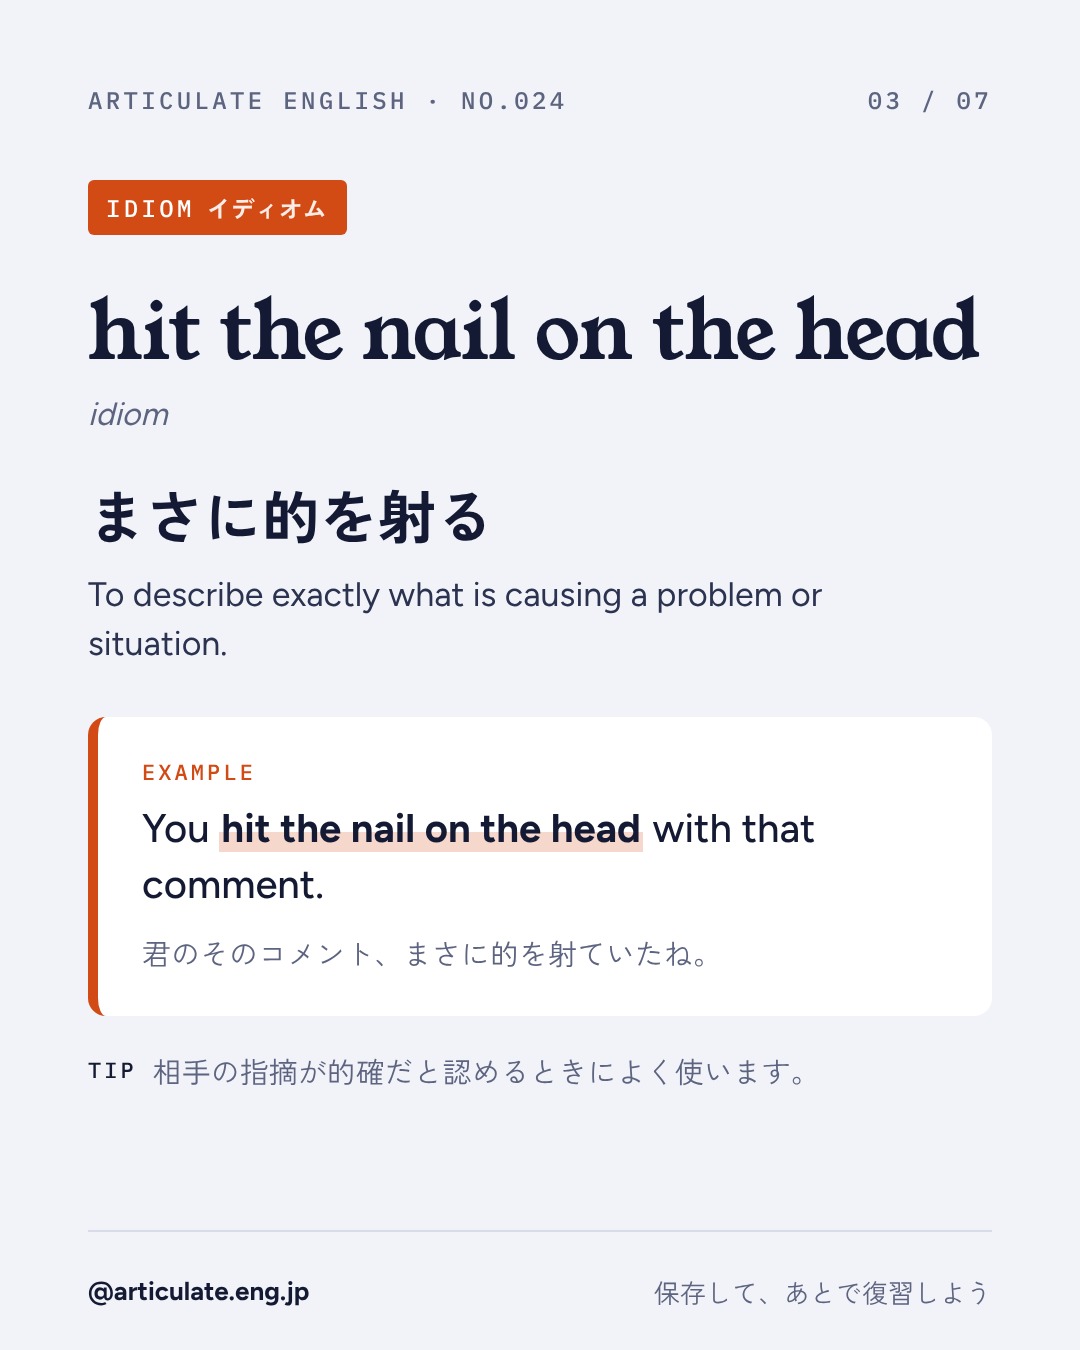 ARTICULATE ENGLISH · NO.024
03 / 07
IDIOM イディオム
hit the nail on the head
idiom
まさに的を射る
To describe exactly what is causing a problem or
situation.
EXAMPLE
You hit the nail on the head with that
comment.
君のそのコメント、まさに的を射ていたね。
TIP 相手の指摘が的確だと認めるときによく使います。
@articulate.eng.jp
保存して、あとで復習しよう